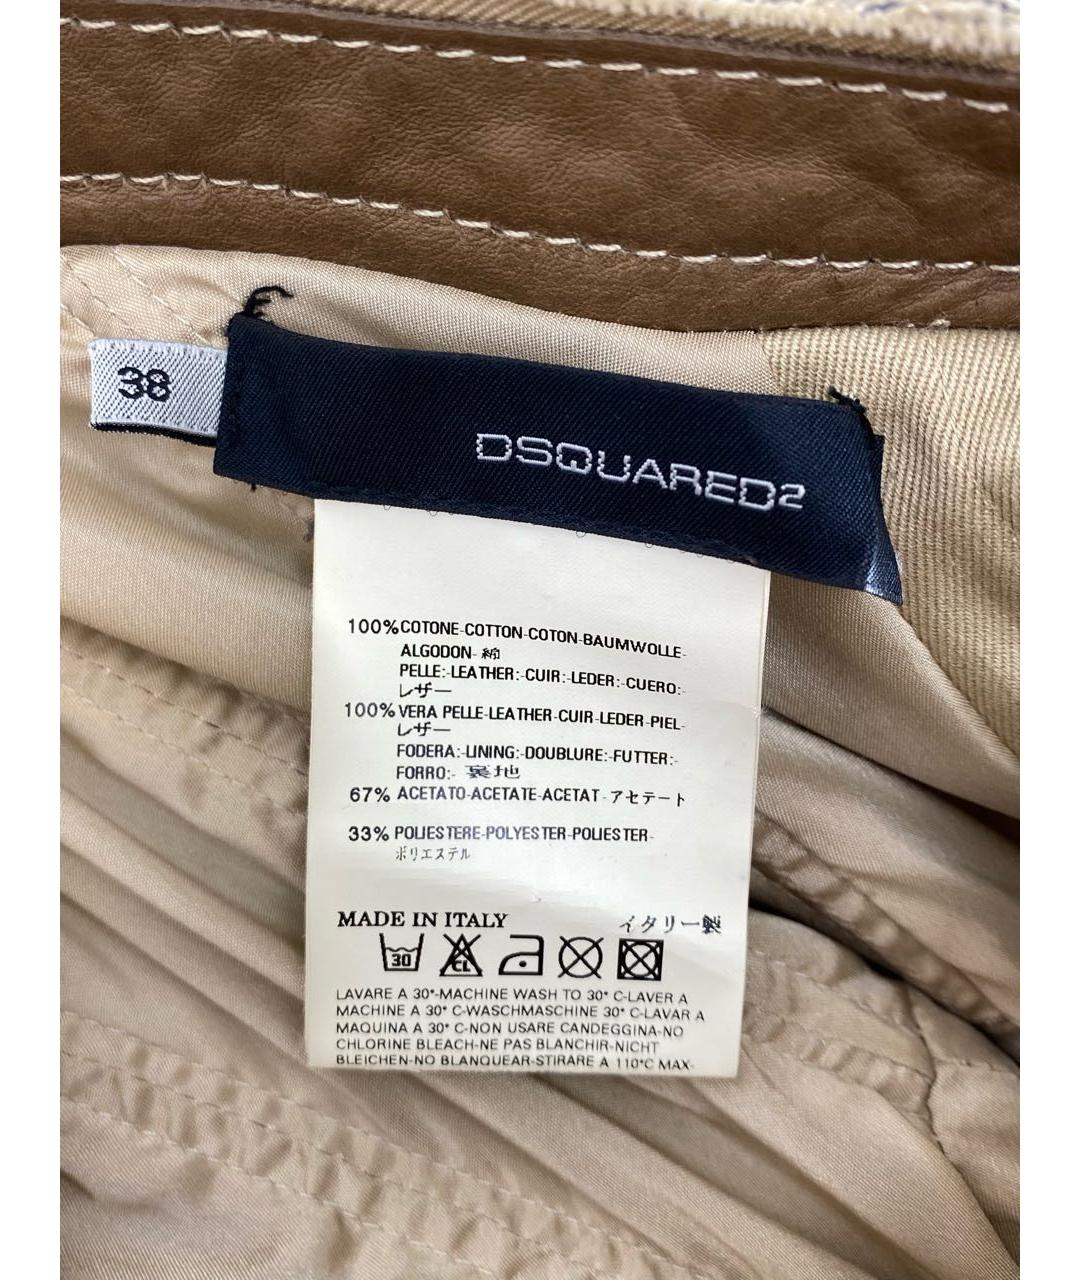 38
DSQUARED2
100% COTONE-COTTON-COTON-BAUMWOLLE-
ALGODON-綿
PELLE:-LEATHER:-CUIR:-LEDER:-CUERO:-
レザー
100% VERA PELLE-LEATHER-CUIR-LEDER-PIEL-
レザー
FODERA:-LINING:-DOUBLURE:-FUTTER:-
FORRO:- 裏地
67% ACETATO-ACETATE-ACETAT-アセテート
33% POLIESTERE-POLYESTER-POLIESTER-
ポリエステル
MADE IN ITALY イタリー製
30 CL
LAVARE A 30°-MACHINE WASH TO 30° C-LAVER A
MACHINE A 30° C-WASCHMASCHINE 30° C-LAVAR A
MAQUINA A 30° C-NON USARE CANDEGGINA-NO
CHLORINE BLEACH-NE PAS BLANCHIR-NICHT
BLEICHEN-NO BLANQUEAR-STIRARE A 110°C MAX-